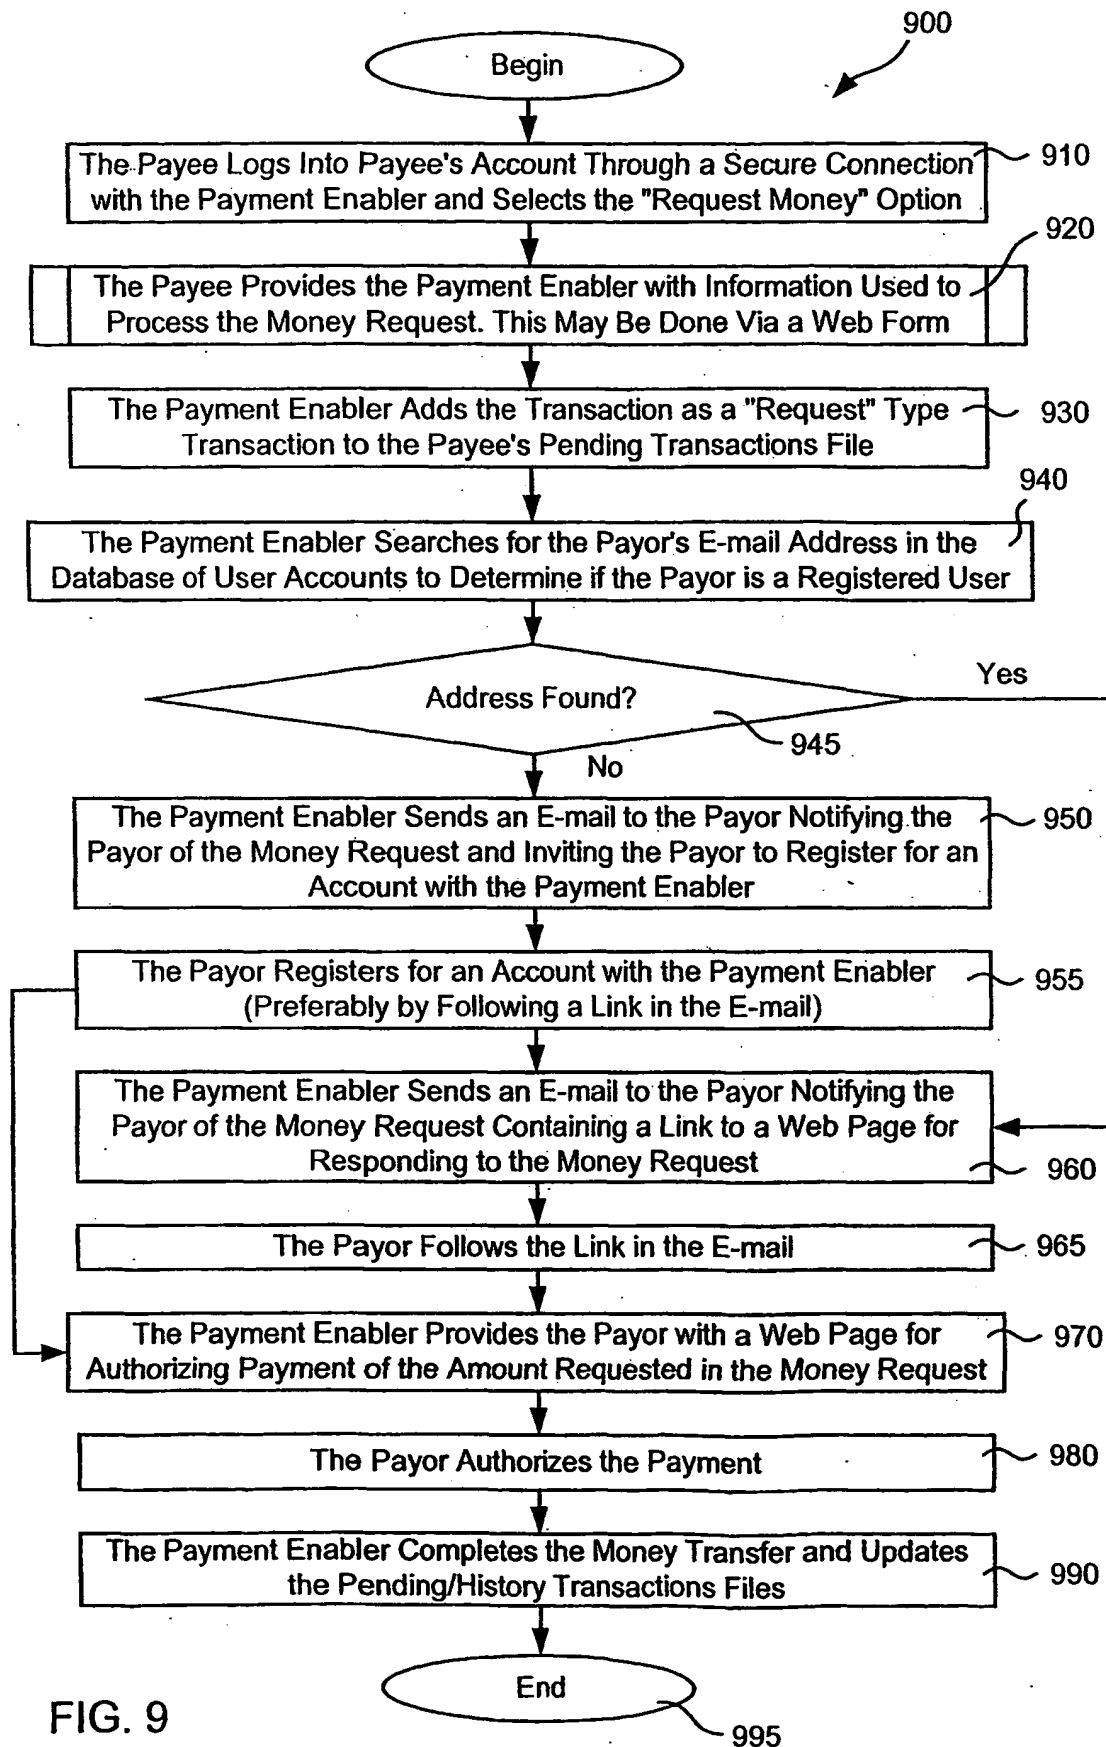 900
Begin
The Payee Logs Into Payee's Account Through a Secure Connection
with the Payment Enabler and Selects the "Request Money" Option
910
920
The Payee Provides the Payment Enabler with Information Used to
Process the Money Request. This May Be Done Via a Web Form
The Payment Enabler Adds the Transaction as a "Request" Type
Transaction to the Payee's Pending Transactions File
930
940
The Payment Enabler Searches for the Payor's E-mail Address in the
Database of User Accounts to Determine if the Payor is a Registered User
Yes
Address Found?
945
No
The Payment Enabler Sends an E-mail to the Payor Notifying the
Payor of the Money Request and Inviting the Payor to Register for an
Account with the Payment Enabler
950
The Payor Registers for an Account with the Payment Enabler
(Preferably by Following a Link in the E-mail)
955
The Payment Enabler Sends an E-mail to the Payor Notifying the
Payor of the Money Request Containing a Link to a Web Page for
Responding to the Money Request
960
The Payor Follows the Link in the E-mail
965
The Payment Enabler Provides the Payor with a Web Page for
Authorizing Payment of the Amount Requested in the Money Request
970
The Payor Authorizes the Payment
980
The Payment Enabler Completes the Money Transfer and Updates
the Pending/History Transactions Files
990
End
995
FIG. 9